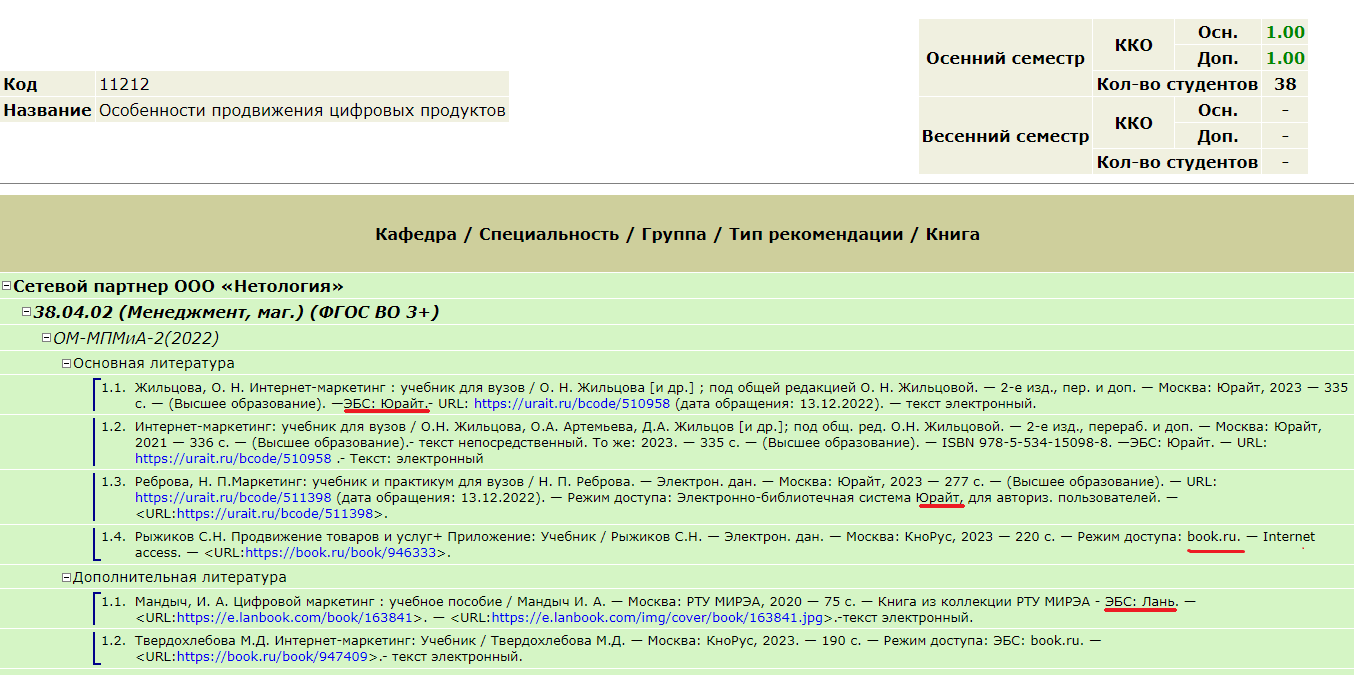 Осенний семестр ККО Осн. 1.00
Доп. 1.00
Кол-во студентов 38
Весенний семестр ККО Осн. -
Доп. -
Кол-во студентов -
Код 11212
Название Особенности продвижения цифровых продуктов
Кафедра / Специальность / Группа / Тип рекомендации / Книга
Сетевой партнер ООО «Нетология»
38.04.02 (Менеджмент, маг.) (ФГОС ВО 3+)
ОМ-МПМиА-2(2022)
Основная литература
1.1. Жильцова, О. Н. Интернет-маркетинг : учебник для вузов / О. Н. Жильцова [и др.] ; под общей редакцией О. Н. Жильцовой. — 2-е изд., пер. и доп. — Москва: Юрайт, 2023 — 335
с. — (Высшее образование). —ЭБС: Юрайт.- URL: https://urait.ru/bcode/510958 (дата обращения: 13.12.2022). — текст электронный.
1.2. Интернет-маркетинг: учебник для вузов / О.Н. Жильцова, О.А. Артемьева, Д.А. Жильцов [и др.]; под общ. ред. О.Н. Жильцовой. — 2-е изд., перераб. и доп. — Москва: Юрайт,
2021 — 336 с. — (Высшее образование).- текст непосредственный. То же: 2023. — 335 с. — (Высшее образование). — ISBN 978-5-534-15098-8. —ЭБС: Юрайт. — URL:
https://urait.ru/bcode/510958 .- Текст: электронный
1.3. Реброва, Н. П.Маркетинг: учебник и практикум для вузов / Н. П. Реброва. — Электрон. дан. — Москва: Юрайт, 2023 — 277 с. — (Высшее образование). — URL:
https://urait.ru/bcode/511398 (дата обращения: 13.12.2022). — Режим доступа: Электронно-библиотечная система Юрайт, для авториз. пользователей. —
<URL:https://urait.ru/bcode/511398>.
1.4. Рыжиков С.Н. Продвижение товаров и услуг+ Приложение: Учебник / Рыжиков С.Н. — Электрон. дан. — Москва: КноРус, 2023 — 220 с. — Режим доступа: book.ru. — Internet
access. — <URL:https://book.ru/book/946333>.
Дополнительная литература
1.1. Мандыч, И. А. Цифровой маркетинг : учебное пособие / Мандыч И. А. — Москва: РТУ МИРЭА, 2020 — 75 с. — Книга из коллекции РТУ МИРЭА - ЭБС: Лань. —
<URL:https://e.lanbook.com/book/163841>. — <URL:https://e.lanbook.com/img/cover/book/163841.jpg>.-текст электронный.
1.2. Твердохлебова М.Д. Интернет-маркетинг: Учебник / Твердохлебова М.Д. — Москва: КноРус, 2023. — 190 с. — Режим доступа: ЭБС: book.ru. —
<URL:https://book.ru/book/947409>.- текст электронный.